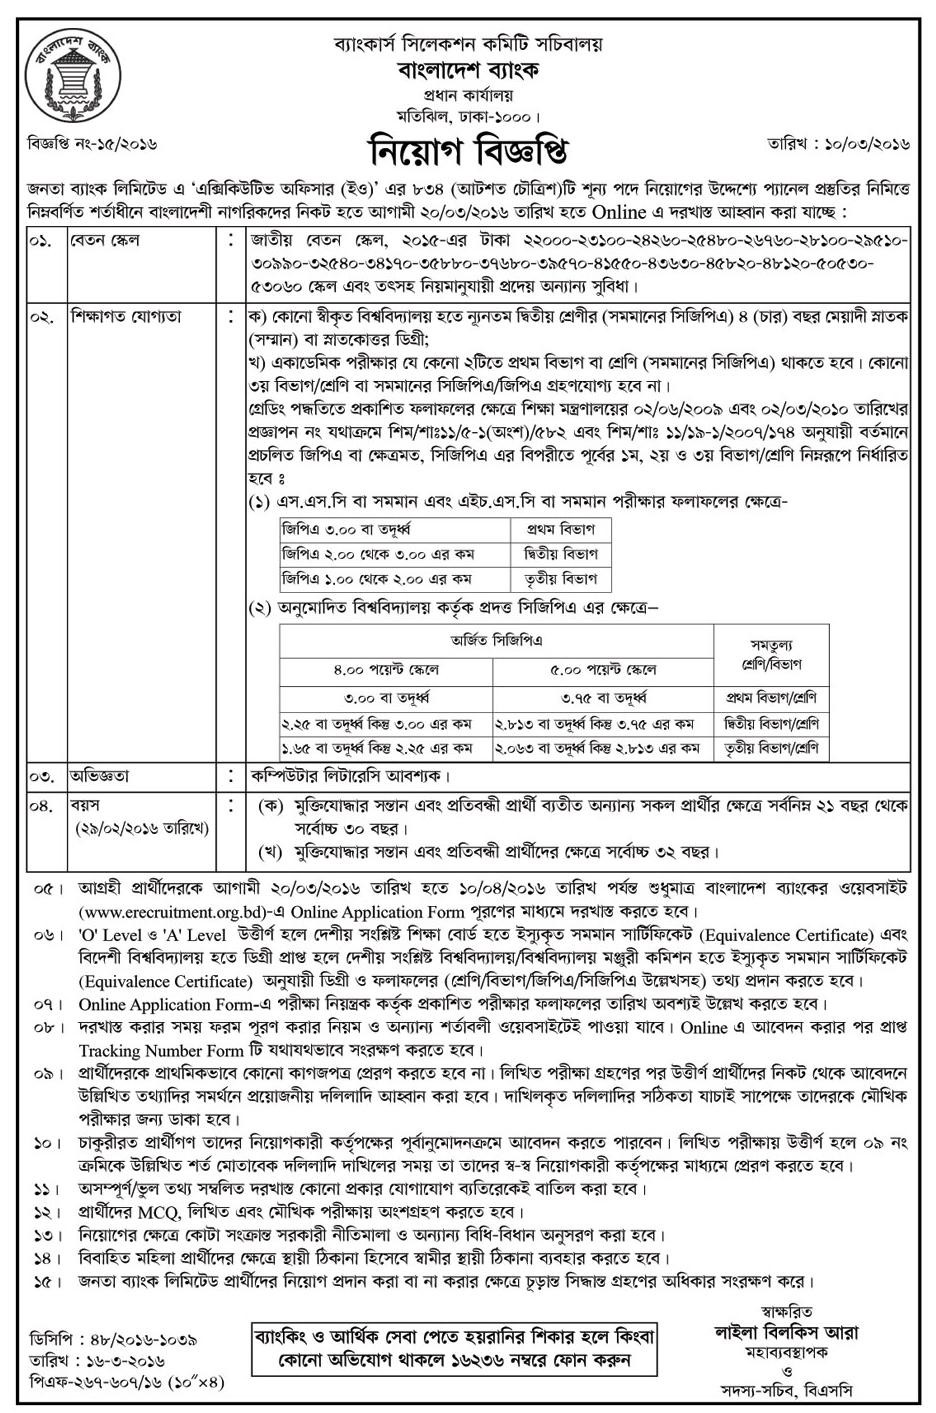 বাংলাদেশ ব্যাংক
ব্যাংকার্স সিলেকশন কমিটি সচিবালয়
বাংলাদেশ ব্যাংক
প্রধান কার্যালয়
মতিঝিল, ঢাকা-১০০০।
বিজ্ঞপ্তি নং-১৫/২০১৬
নিয়োগ বিজ্ঞপ্তি
তারিখ : ১০/০৩/২০১৬
জনতা ব্যাংক লিমিটেড এ ‘এক্সিকিউটিভ অফিসার (ইও)’ এর ৮৩৪ (আটশত চৌত্রিশ)টি শূন্য পদে নিয়োগের উদ্দেশ্যে প্যানেল প্রস্তুতির নিমিত্তে
নিম্নবর্ণিত শর্তাধীনে বাংলাদেশী নাগরিকদের নিকট হতে আগামী ২০/০৩/২০১৬ তারিখ হতে Online এ দরখাস্ত আহ্বান করা যাচ্ছে :
০১. বেতন স্কেল : জাতীয় বেতন স্কেল, ২০১৫-এর টাকা ২২০০০-২৩১০০-২৪২৬০-২৫৪৮০-২৬৭৬০-২৮১০০-২৯৫১০-
৩০৯৯০-৩২৫৪০-৩৪১৭০-৩৫৮৮০-৩৭৬৮০-৩৯৫৭০-৪১৫৫০-৪৩৬৩০-৪৫৮২০-৪৮১২০-৫০৫৩০-
৫৩০৬০ স্কেল এবং তৎসহ নিয়মানুযায়ী প্রদেয় অন্যান্য সুবিধা।
০২. শিক্ষাগত যোগ্যতা : ক) কোনো স্বীকৃত বিশ্ববিদ্যালয় হতে ন্যূনতম দ্বিতীয় শ্রেণীর (সমমানের সিজিপিএ) ৪ (চার) বছর মেয়াদী স্নাতক
(সম্মান) বা স্নাতকোত্তর ডিগ্রী;
খ) একাডেমিক পরীক্ষার যে কেনো ২টিতে প্রথম বিভাগ বা শ্রেণি (সমমানের সিজিপিএ) থাকতে হবে। কোনো
৩য় বিভাগ/শ্রেণি বা সমমানের সিজিপিএ/জিপিএ গ্রহণযোগ্য হবে না।
গ্রেডিং পদ্ধতিতে প্রকাশিত ফলাফলের ক্ষেত্রে শিক্ষা মন্ত্রণালয়ের ০২/০৬/২০০৯ এবং ০২/০৩/২০১০ তারিখের
প্রজ্ঞাপন নং যথাক্রমে শিম/শাঃ১১/৫-১(অংশ)/৫৮২ এবং শিম/শাঃ ১১/১৯-১/২০০৭/১৭৪ অনুযায়ী বর্তমানে
প্রচলিত জিপিএ বা ক্ষেত্রমত, সিজিপিএ এর বিপরীতে পূর্বের ১ম, ২য় ও ৩য় বিভাগ/শ্রেণি নিম্নরূপে নির্ধারিত
হবে ঃ
(১) এস.এস.সি বা সমমান এবং এইচ.এস.সি বা সমমান পরীক্ষার ফলাফলের ক্ষেত্রে-
জিপিএ ৩.০০ বা তদূর্ধ্ব প্রথম বিভাগ
জিপিএ ২.০০ থেকে ৩.০০ এর কম দ্বিতীয় বিভাগ
জিপিএ ১.০০ থেকে ২.০০ এর কম তৃতীয় বিভাগ
(২) অনুমোদিত বিশ্ববিদ্যালয় কর্তৃক প্রদত্ত সিজিপিএ এর ক্ষেত্রে–
অর্জিত সিজিপিএ সমতুল্য
শ্রেণি/বিভাগ
৪.০০ পয়েন্ট স্কেলে ৫.০০ পয়েন্ট স্কেলে
৩.০০ বা তদূর্ধ্ব ৩.৭৫ বা তদূর্ধ্ব প্রথম বিভাগ/শ্রেণি
২.২৫ বা তদূর্ধ্ব কিন্তু ৩.০০ এর কম ২.৮১৩ বা তদূর্ধ্ব কিন্তু ৩.৭৫ এর কম দ্বিতীয় বিভাগ/শ্রেণি
১.৬৫ বা তদূর্ধ্ব কিন্তু ২.২৫ এর কম ২.০৬৩ বা তদূর্ধ্ব কিন্তু ২.৮১৩ এর কম তৃতীয় বিভাগ/শ্রেণি
০৩. অভিজ্ঞতা : কম্পিউটার লিটারেসি আবশ্যক।
০৪. বয়স : (ক) মুক্তিযোদ্ধার সন্তান এবং প্রতিবন্ধী প্রার্থী ব্যতীত অন্যান্য সকল প্রার্থীর ক্ষেত্রে সর্বনিম্ন ২১ বছর থেকে
(২৯/০২/২০১৬ তারিখে) সর্বোচ্চ ৩০ বছর।
(খ) মুক্তিযোদ্ধার সন্তান এবং প্রতিবন্ধী প্রার্থীদের ক্ষেত্রে সর্বোচ্চ ৩২ বছর।
০৫। আগ্রহী প্রার্থীদেরকে আগামী ২০/০৩/২০১৬ তারিখ হতে ১০/০৪/২০১৬ তারিখ পর্যন্ত শুধুমাত্র বাংলাদেশ ব্যাংকের ওয়েবসাইট
(www.erecruitment.org.bd)-এ Online Application Form পূরণের মাধ্যমে দরখাস্ত করতে হবে।
০৬। 'O' Level ও 'A' Level উত্তীর্ণ হলে দেশীয় সংশ্লিষ্ট শিক্ষা বোর্ড হতে ইস্যুকৃত সমমান সার্টিফিকেট (Equivalence Certificate) এবং
বিদেশী বিশ্ববিদ্যালয় হতে ডিগ্রী প্রাপ্ত হলে দেশীয় সংশ্লিষ্ট বিশ্ববিদ্যালয়/বিশ্ববিদ্যালয় মঞ্জুরী কমিশন হতে ইস্যুকৃত সমমান সার্টিফিকেট
(Equivalence Certificate) অনুযায়ী ডিগ্রী ও ফলাফলের (শ্রেণি/বিভাগ/জিপিএ/সিজিপিএ উল্লেখসহ) তথ্য প্রদান করতে হবে।
০৭। Online Application Form-এ পরীক্ষা নিয়ন্ত্রক কর্তৃক প্রকাশিত পরীক্ষার ফলাফলের তারিখ অবশ্যই উল্লেখ করতে হবে।
০৮। দরখাস্ত করার সময় ফরম পূরণ করার নিয়ম ও অন্যান্য শর্তাবলী ওয়েবসাইটেই পাওয়া যাবে। Online এ আবেদন করার পর প্রাপ্ত
Tracking Number Form টি যথাযথভাবে সংরক্ষণ করতে হবে।
০৯। প্রার্থীদেরকে প্রাথমিকভাবে কোনো কাগজপত্র প্রেরণ করতে হবে না। লিখিত পরীক্ষা গ্রহণের পর উত্তীর্ণ প্রার্থীদের নিকট থেকে আবেদনে
উল্লিখিত তথ্যাদির সমর্থনে প্রয়োজনীয় দলিলাদি আহ্বান করা হবে। দাখিলকৃত দলিলাদির সঠিকতা যাচাই সাপেক্ষে তাদেরকে মৌখিক
পরীক্ষার জন্য ডাকা হবে।
১০। চাকুরীরত প্রার্থীগণ তাদের নিয়োগকারী কর্তৃপক্ষের পূর্বানুমোদনক্রমে আবেদন করতে পারবেন। লিখিত পরীক্ষায় উত্তীর্ণ হলে ০৯ নং
ক্রমিকে উল্লিখিত শর্ত মোতাবেক দলিলাদি দাখিলের সময় তা তাদের স্ব-স্ব নিয়োগকারী কর্তৃপক্ষের মাধ্যমে প্রেরণ করতে হবে।
১১। অসম্পূর্ণ/ভুল তথ্য সম্বলিত দরখাস্ত কোনো প্রকার যোগাযোগ ব্যতিরেকেই বাতিল করা হবে।
১২। প্রার্থীদের MCQ, লিখিত এবং মৌখিক পরীক্ষায় অংশগ্রহণ করতে হবে।
১৩। নিয়োগের ক্ষেত্রে কোটা সংক্রান্ত সরকারী নীতিমালা ও অন্যান্য বিধি-বিধান অনুসরণ করা হবে।
১৪। বিবাহিত মহিলা প্রার্থীদের ক্ষেত্রে স্থায়ী ঠিকানা হিসেবে স্বামীর স্থায়ী ঠিকানা ব্যবহার করতে হবে।
১৫। জনতা ব্যাংক লিমিটেড প্রার্থীদের নিয়োগ প্রদান করা বা না করার ক্ষেত্রে চূড়ান্ত সিদ্ধান্ত গ্রহণের অধিকার সংরক্ষণ করে।
ডিসিপি : ৪৮/২০১৬-১০৩৯
তারিখ : ১৬-৩-২০১৬
পিএফ-২৬৭-৬০৭/১৬ (১০"×৪)
ব্যাংকিং ও আর্থিক সেবা পেতে হয়রানির শিকার হলে কিংবা
কোনো অভিযোগ থাকলে ১৬২৩৬ নম্বরে ফোন করুন
স্বাক্ষরিত
লাইলা বিলকিস আরা
মহাব্যবস্থাপক
ও
সদস্য-সচিব, বিএসসি